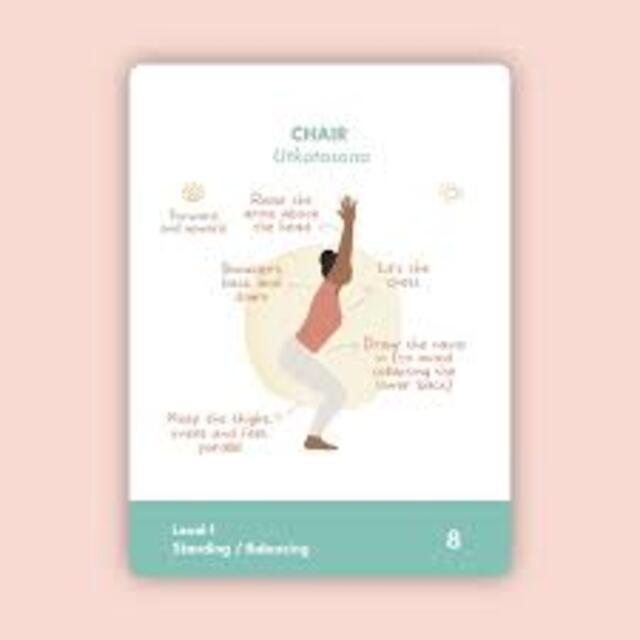 CHAIR
Utkatasana
Forward
and upward
Raise the
arms above
the head
Shoulders
back and
down
Lift the
chest
Draw the navel
in (to avoid
collapsing the
lower back)
Keep the thighs,
knees and feet
parallel
Level 1
Standing / Balancing
8